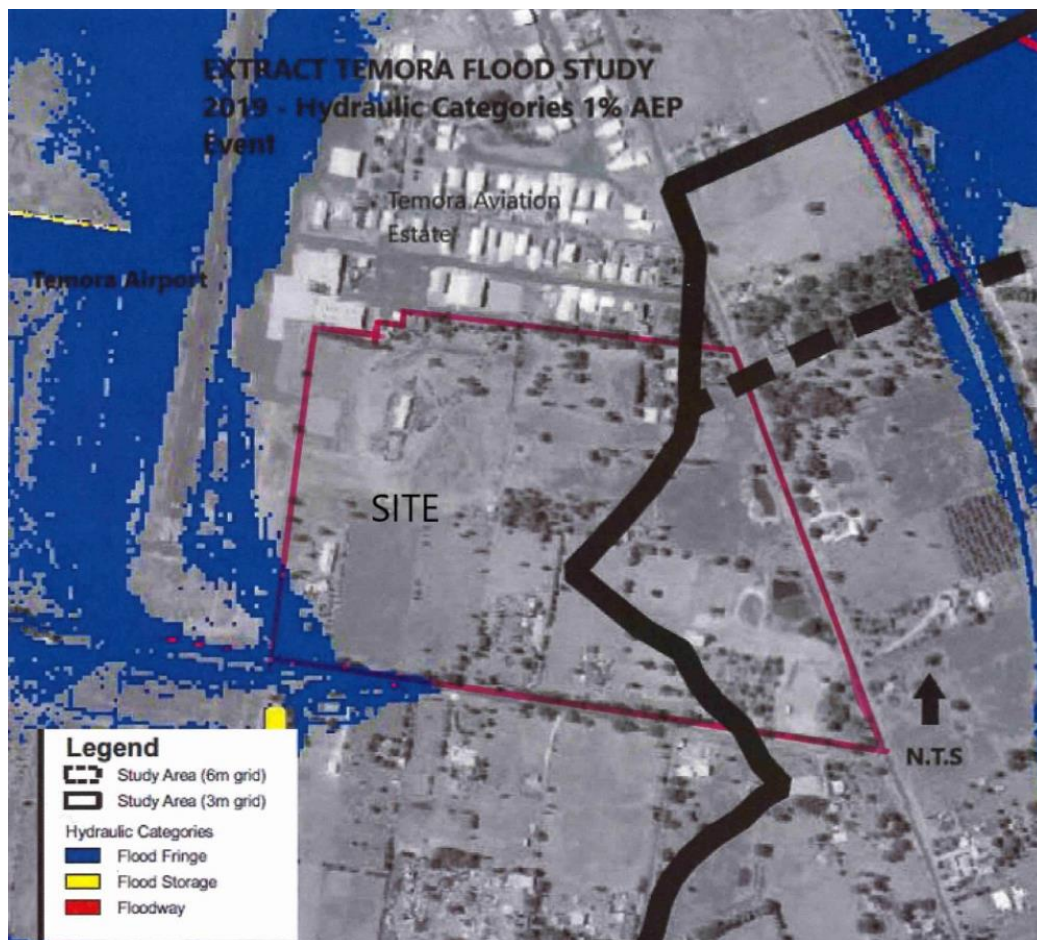 EXTRACT TEMORA FLOOD STUDY
2019 - Hydraulic Categories 1% AEP
Event
Temora Aviation
Estate
Temora Airport
SITE
N.T.S
Legend
Study Area (6m grid)
Study Area (3m grid)
Hydraulic Categories
Flood Fringe
Flood Storage
Floodway